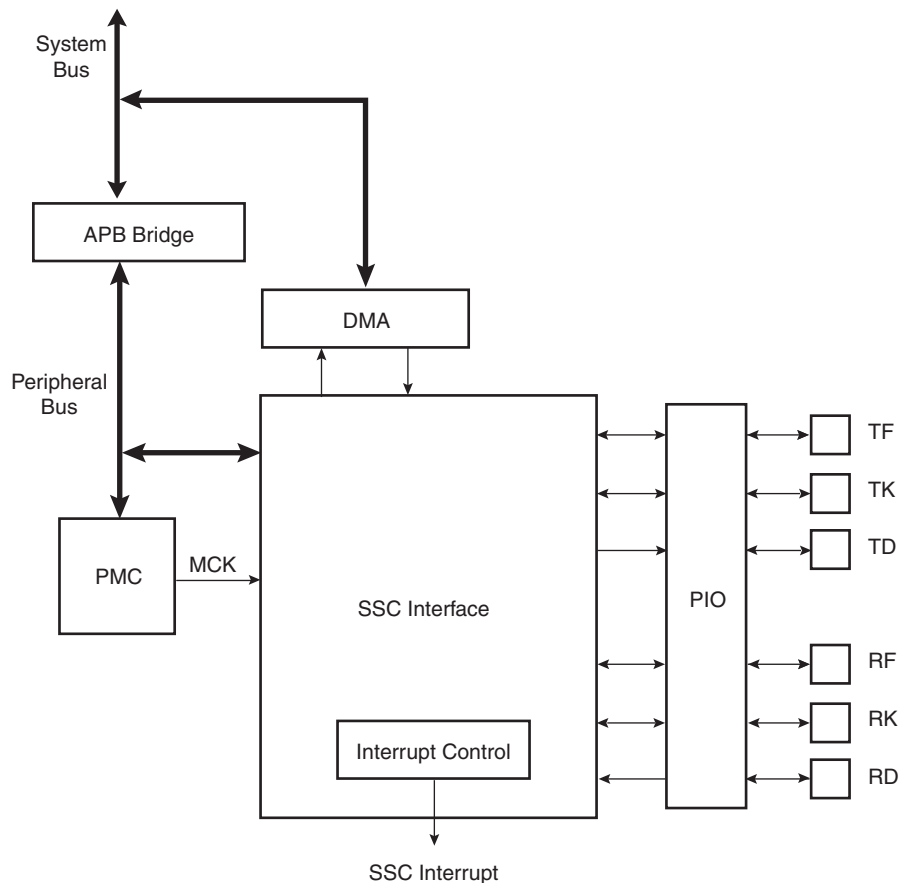 System
Bus
APB Bridge
DMA
Peripheral
Bus
PMC
MCK
SSC Interface
PIO
TF
TK
TD
RF
RK
RD
Interrupt Control
SSC Interrupt